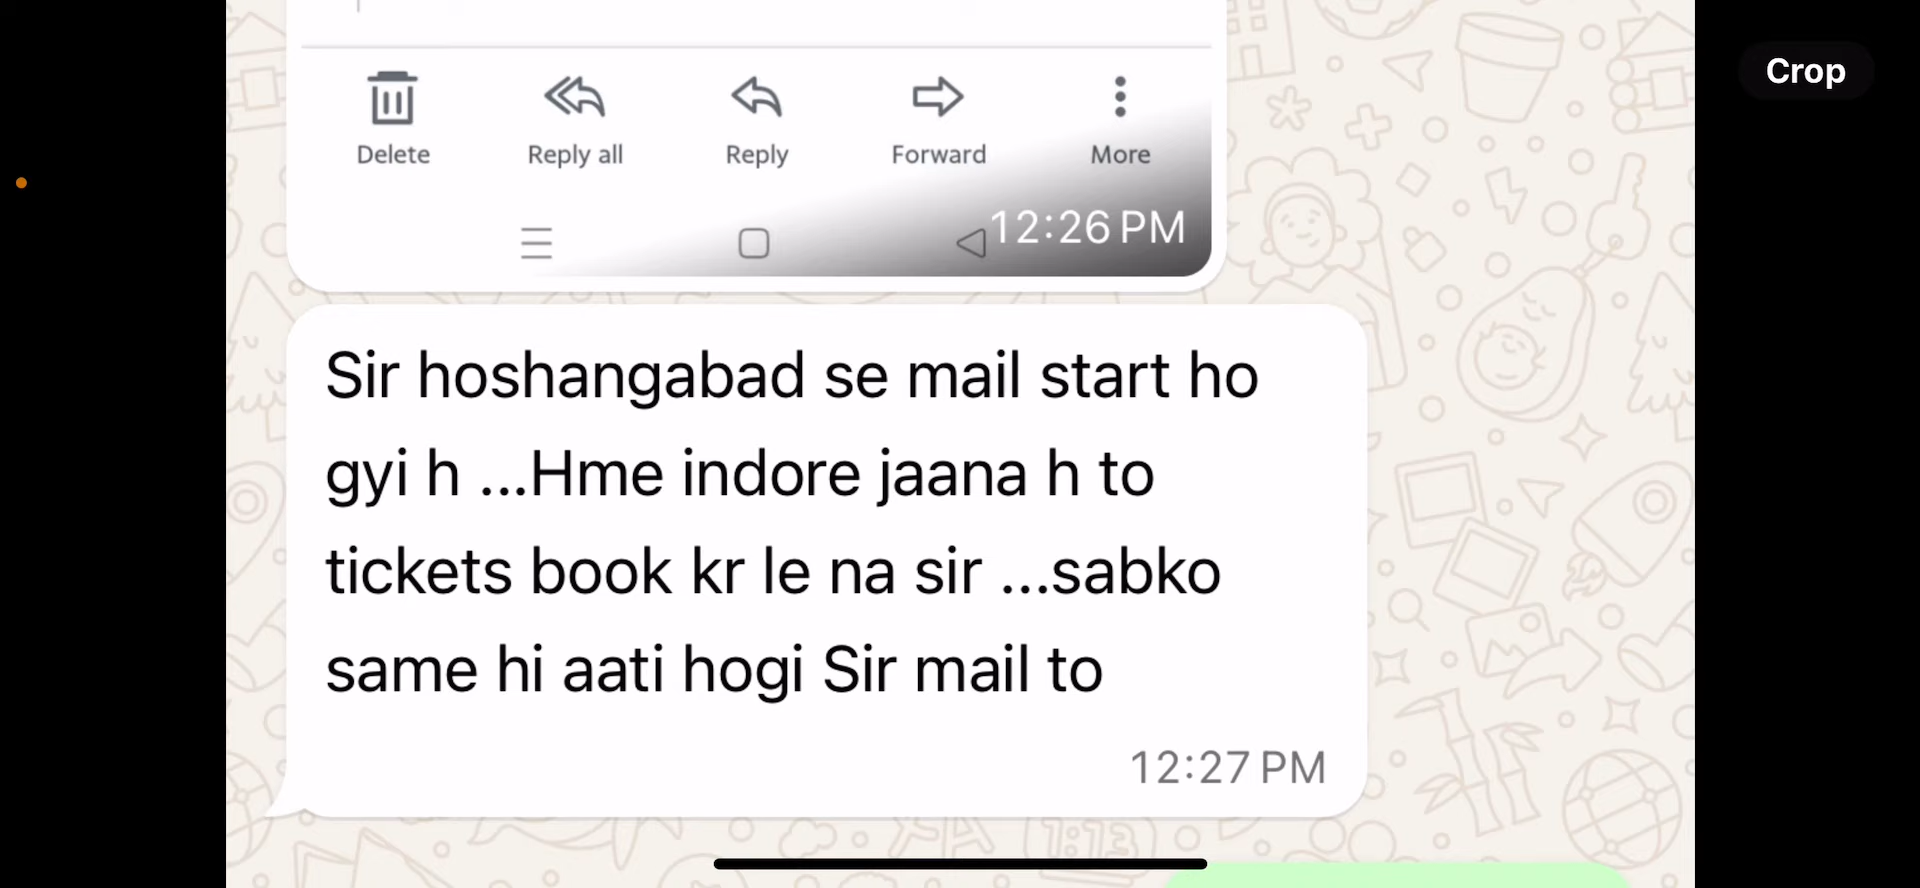 Crop
Delete Reply all Reply Forward More
12:26 PM
Sir hoshangabad se mail start ho
gyi h ...Hme indore jaana h to
tickets book kr le na sir ...sabko
same hi aati hogi Sir mail to
12:27 PM